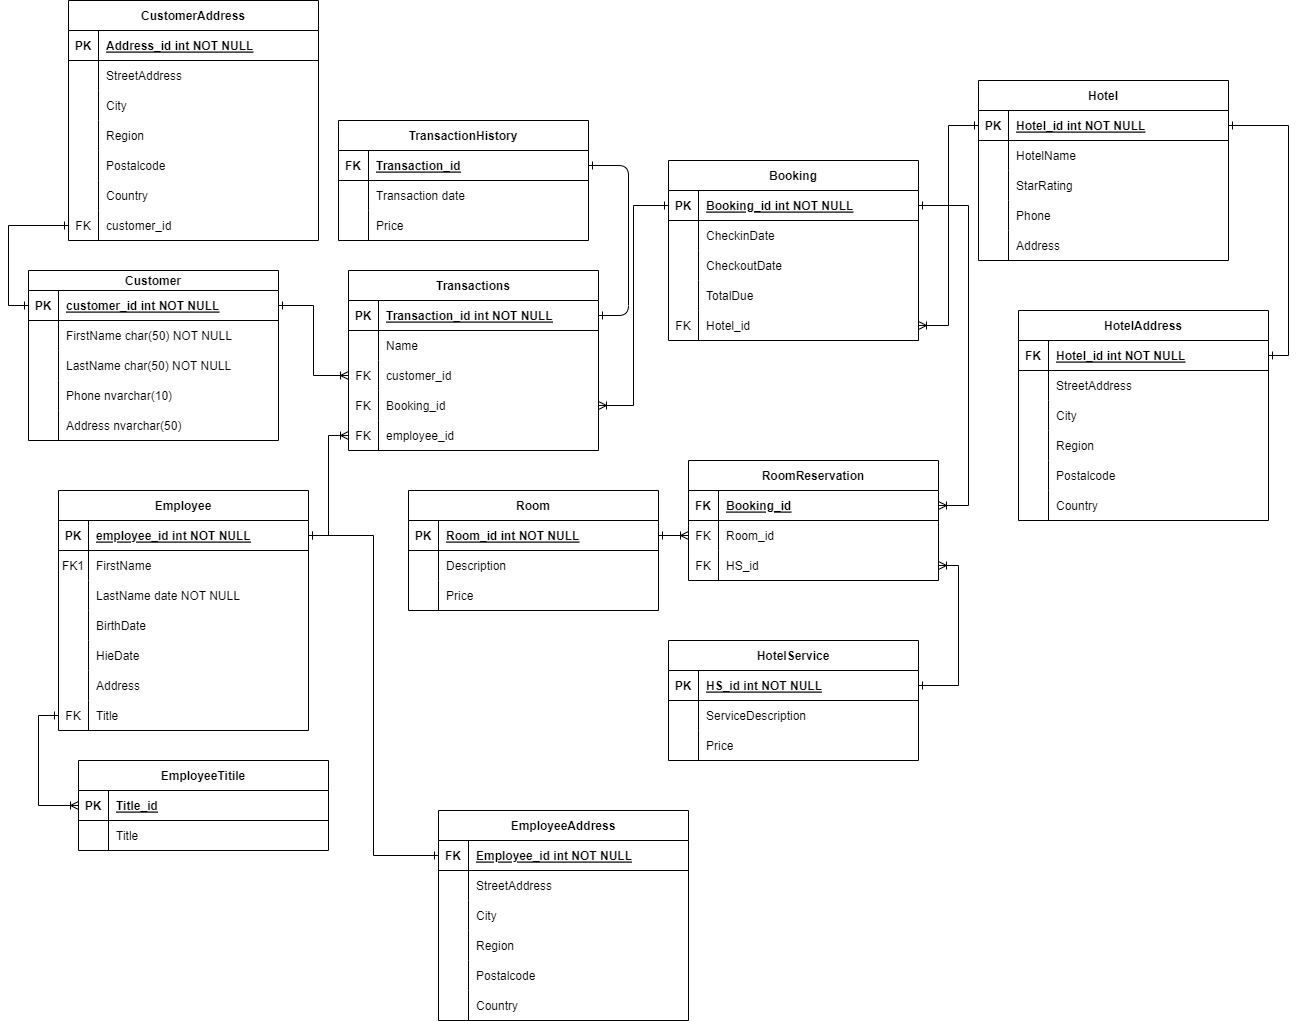 CustomerAddress
PK Address_id int NOT NULL
StreetAddress
City
Region
Postalcode
Country
FK customer_id
Customer
PK customer_id int NOT NULL
FirstName char(50) NOT NULL
LastName char(50) NOT NULL
Phone nvarchar(10)
Address nvarchar(50)
TransactionHistory
FK Transaction_id
Transaction date
Price
Transactions
PK Transaction_id int NOT NULL
Name
FK customer_id
FK Booking_id
FK employee_id
Booking
PK Booking_id int NOT NULL
CheckinDate
CheckoutDate
TotalDue
FK Hotel_id
Hotel
PK Hotel_id int NOT NULL
HotelName
StarRating
Phone
Address
HotelAddress
FK Hotel_id int NOT NULL
StreetAddress
City
Region
Postalcode
Country
Employee
PK employee_id int NOT NULL
FK1 FirstName
LastName date NOT NULL
BirthDate
HieDate
Address
FK Title
EmployeeTitile
PK Title_id
Title
Room
PK Room_id int NOT NULL
Description
Price
RoomReservation
FK Booking_id
FK Room_id
FK HS_id
HotelService
PK HS_id int NOT NULL
ServiceDescription
Price
EmployeeAddress
FK Employee_id int NOT NULL
StreetAddress
City
Region
Postalcode
Country